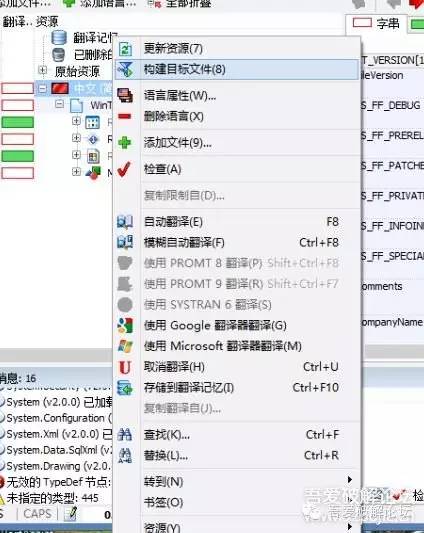 添加文件...
添加语言...
全部折叠
翻译.. 资源
翻译记忆
已删除的
原始资源
中文 (简
WinT
字串
T_VERSION[1
ileVersion
S_FF_DEBUG
S_FF_PREREL
S_FF_PATCHE
S_FF_PRIVAT
S_FF_INFOIN
S_FF_SPECIAL
omments
ompanyName
更新资源(7)
构建目标文件(8)
语言属性(W)...
删除语言(X)
添加文件(9)...
检查(A)
复制限制自(D)...
自动翻译(E) F8
模糊自动翻译(F) Ctrl+F8
使用 PROMT 8 翻译(P) Shift+Ctrl+F8
使用 PROMT 9 翻译(R) Shift+Ctrl+F7
使用 SYSTRAN 6 翻译(S)
使用 Google 翻译器翻译(G)
使用 Microsoft 翻译器翻译(M)
取消翻译(H) Ctrl+U
存储到翻译记忆(I) Ctrl+F10
复制翻译自(J)...
查找(K)... Ctrl+F
替换(L)... Ctrl+R
转到(N)
书签(O)
资源(Y)
消息: 16
System (v2.0.0) 已加
System.Configuration (
System.Xml (v2.0.0) 已
System.Data.SqlXml (v
System.Drawing (v2.0.
无效的 TypeDef 节点:
未指定的类型: 445
CAPS
检
吾爱破解论坛
吾爱破解论坛